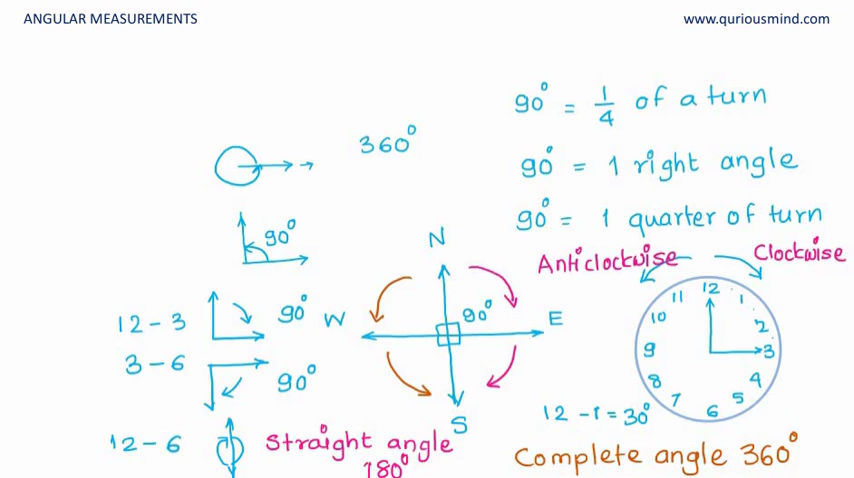 ANGULAR MEASUREMENTS
www.quriousmind.com
90° = 1/4 of a turn
360°
90° = 1 right angle
90° = 1 quarter of turn
90°
N
Anticlockwise
Clockwise
12 - 3
90°
W
90°
E
3 - 6
90°
12
1
2
3
4
5
6
7
8
9
10
11
12 - 1 = 30°
S
12 - 6
Straight angle
180°
Complete angle 360°